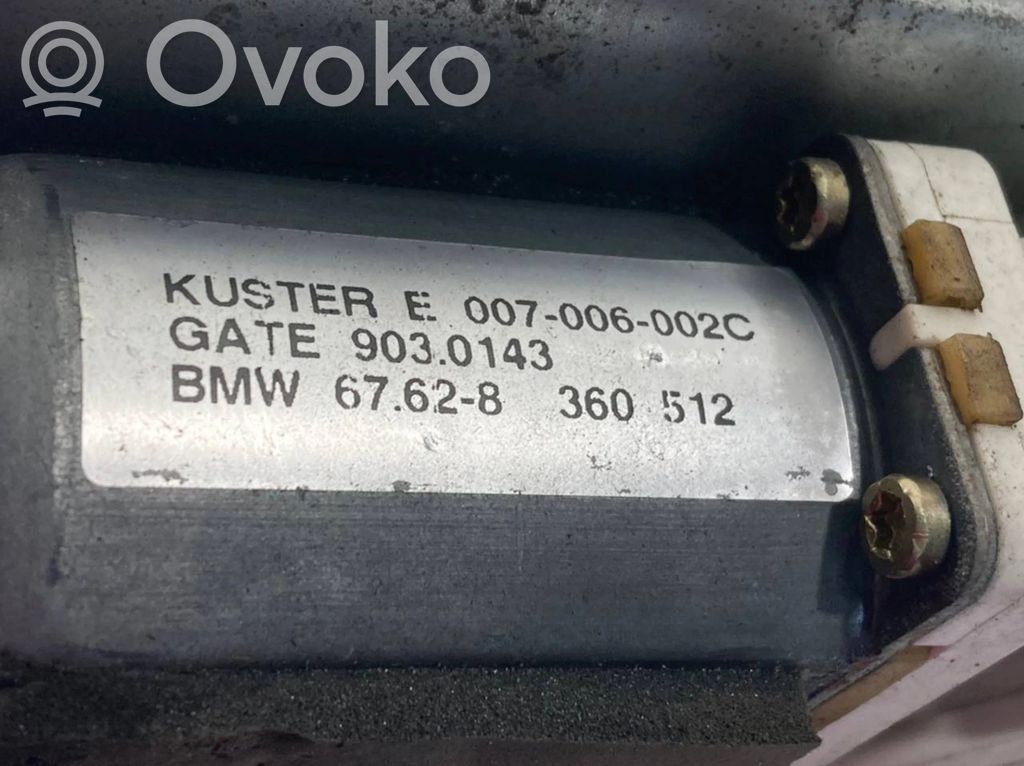 Ovoko
KUSTER E 007-006-002C
GATE 903.0143
BMW 67.62-8 360 512